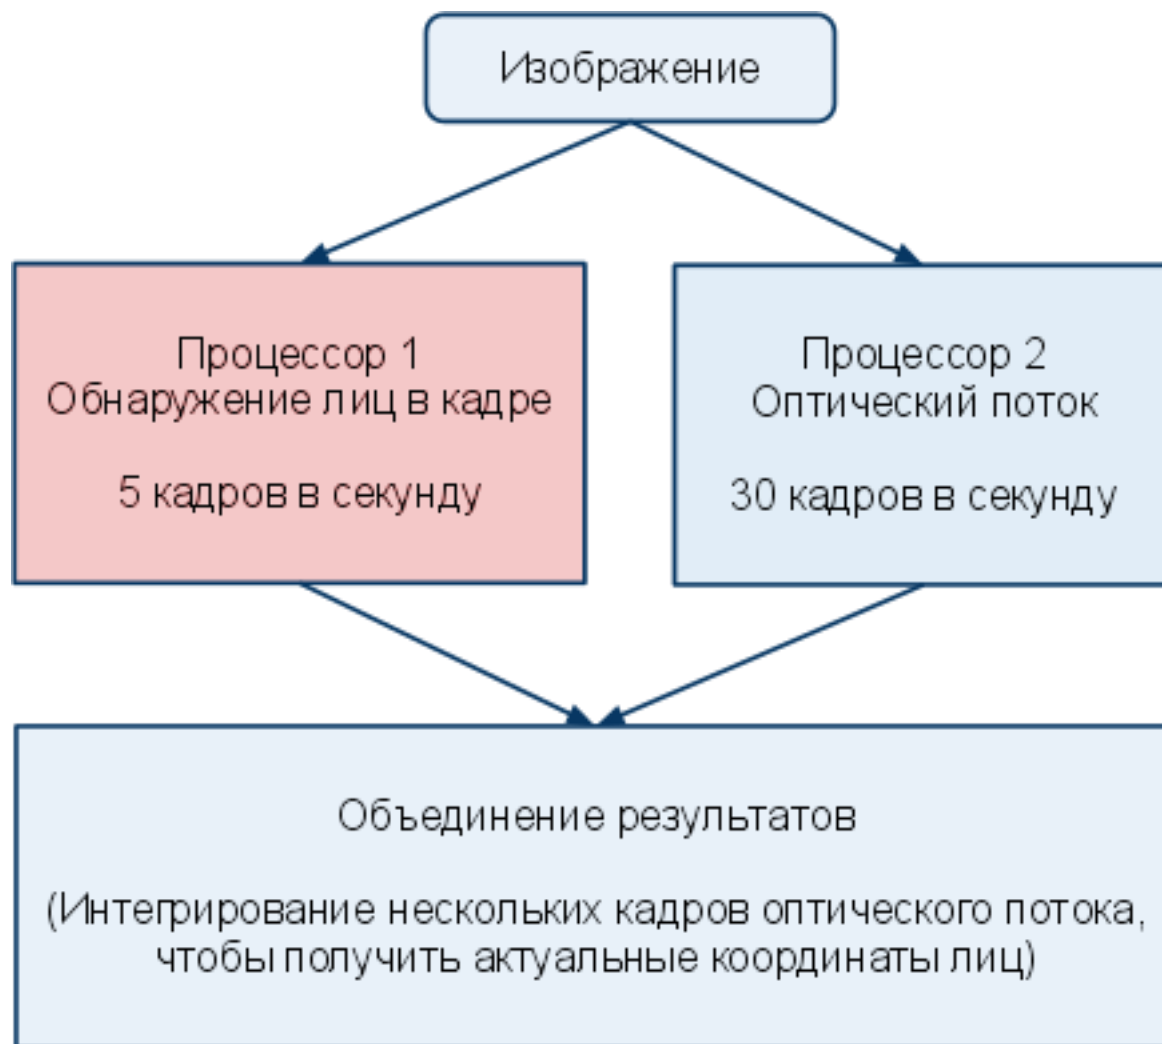 Изображение
Процессор 1
Обнаружение лиц в кадре
5 кадров в секунду
Процессор 2
Оптический поток
30 кадров в секунду
Объединение результатов
(Интегрирование нескольких кадров оптического потока,
чтобы получить актуальные координаты лиц)